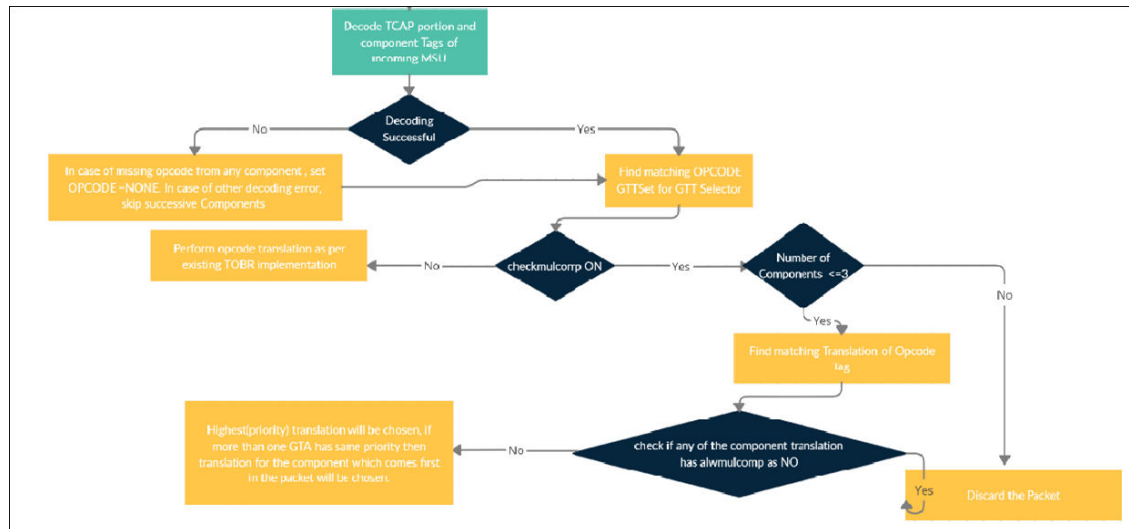 Decode TCAP portion and
component Tags of
incoming MSU
Decoding
Successful
No
Yes
In case of missing opcode from any component , set
OPCODE =NONE. In case of other decoding error,
skip successive Components
Find matching OPCODE
GTTSet for GTT Selector
Perform opcode translation as per
existing TOBR implementation
No
checkmulcomp ON
Yes
Number of
Components <=3
No
Yes
Find matching Translation of Opcode
tag
Highest(priority) translation will be chosen, if
more than one GTA has same priority then
translation for the component which comes first
in the packet will be chosen.
No
check if any of the component translation
has alwmulcomp as NO
Yes
Discard the Packet